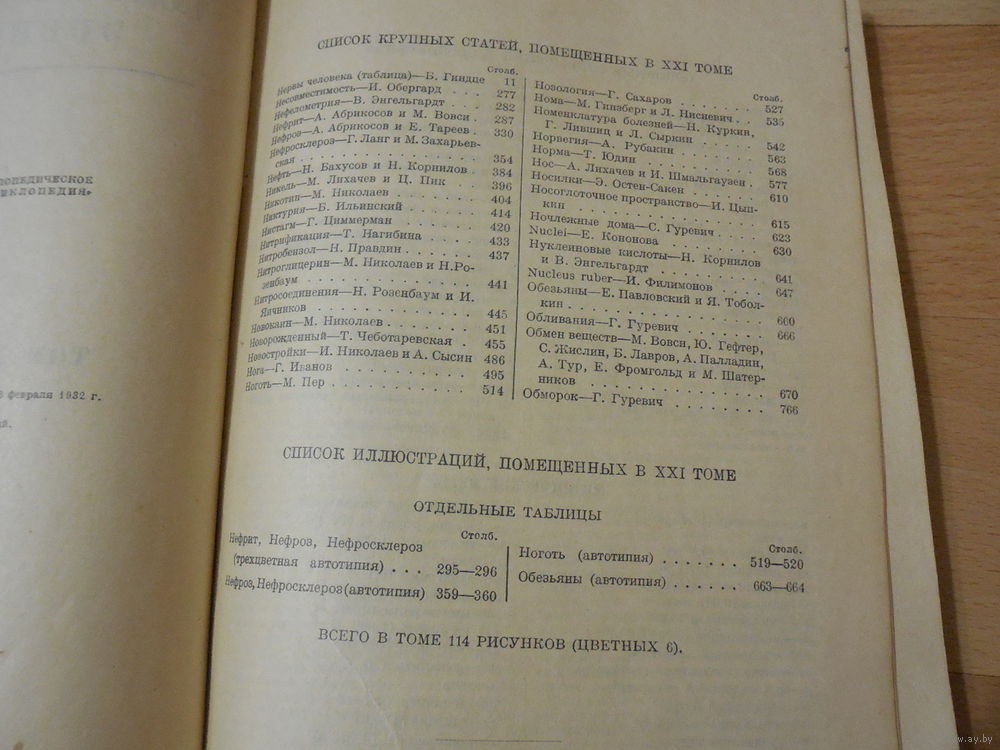 ПЕДИЧЕСКОЕ
ИКЛОПЕДИЯ»
февраля 1932 г.
СПИСОК КРУПНЫХ СТАТЕЙ, ПОМЕЩЕННЫХ В XXI ТОМЕ
Столб.
Нервы человека (таблица)—Б. Гиндце 11
Несовместимость—И. Обергард . . . 277
Нефелометрия—В. Энгельгардт . . . 282
Нефрит—А. Абрикосов и М. Вовси . 287
Нефроз—А. Абрикосов и Е. Тареев . 330
Нефросклероз—Г. Ланг и М. Захарьев-
ская . . . . . . . . . . . . . . . 354
Нефть—Н. Бахусов и Н. Корнилов . 384
Никель—М. Лихачев и Ц. Пик . . . 396
Никотин—М. Николаев . . . . . . 404
Никтурия—Б. Ильинский . . . . . 414
Нистагм—Г. Циммерман . . . . . . 420
Нитрификация—Т. Нагибина . . . . 433
Нитробензол—Н. Правдин . . . . . 437
Нитроглицерин—М. Николаев и Н.Ро-
зенбаум . . . . . . . . . . . . . 441
Нитросоединения—Н. Розенбаум и И.
Яичников . . . . . . . . . . . . 445
Новокаин—М. Николаев . . . . . . 451
Новорожденный—Т. Чеботаревская . 455
Новостройки—И. Николаев и А. Сысин 486
Нога—Г. Иванов . . . . . . . . . 495
Ноготь—М. Пер . . . . . . . . . . 514
Столб.
Нозология—Г. Сахаров . . . . . . . 527
Нома—М. Гинзберг и Л. Нисневич . . 535
Номенклатура болезней—Н. Куркин,
Г. Лившиц и Л. Сыркин . . . . . 542
Норвегия—А. Рубакин . . . . . . . 563
Норма—Т. Юдин . . . . . . . . . . 568
Нос—А. Лихачев и И. Шмальгаузен . 577
Носилки—Э. Остен-Сакен . . . . . . 610
Носоглоточное пространство—И. Цып-
кин . . . . . . . . . . . . . . . 615
Ночлежные дома—С. Гуревич . . . . 623
Nuclei—Е. Кононова . . . . . . . . 630
Нуклеиновые кислоты—Н. Корнилов
и В. Энгельгардт . . . . . . . . 641
Nucleus ruber—И. Филимонов . . . . 647
Обезьяны—Е. Павловский и Я. Тобол-
кин . . . . . . . . . . . . . . . 660
Обливания—Г. Гуревич . . . . . . . 666
Обмен веществ—М. Вовси, Ю. Гефтер,
С. Жислин, Б. Лавров, А. Палладин,
А. Тур, Е. Фромгольд и М. Шатер-
ников . . . . . . . . . . . . . . 670
Обморок—Г. Гуревич . . . . . . . . 766
СПИСОК ИЛЛЮСТРАЦИЙ, ПОМЕЩЕННЫХ В XXI ТОМЕ
ОТДЕЛЬНЫЕ ТАБЛИЦЫ
Столб.
Нефрит, Нефроз, Нефросклероз
(трехцветная автотипия) . . . 295—296
Нефроз, Нефросклероз (автотипия) 359—360
Столб.
Ноготь (автотипия) . . . . . . . 519—520
Обезьяны (автотипия) . . . . . . 663—664
ВСЕГО В ТОМЕ 114 РИСУНКОВ (ЦВЕТНЫХ 6).
www.ay.by